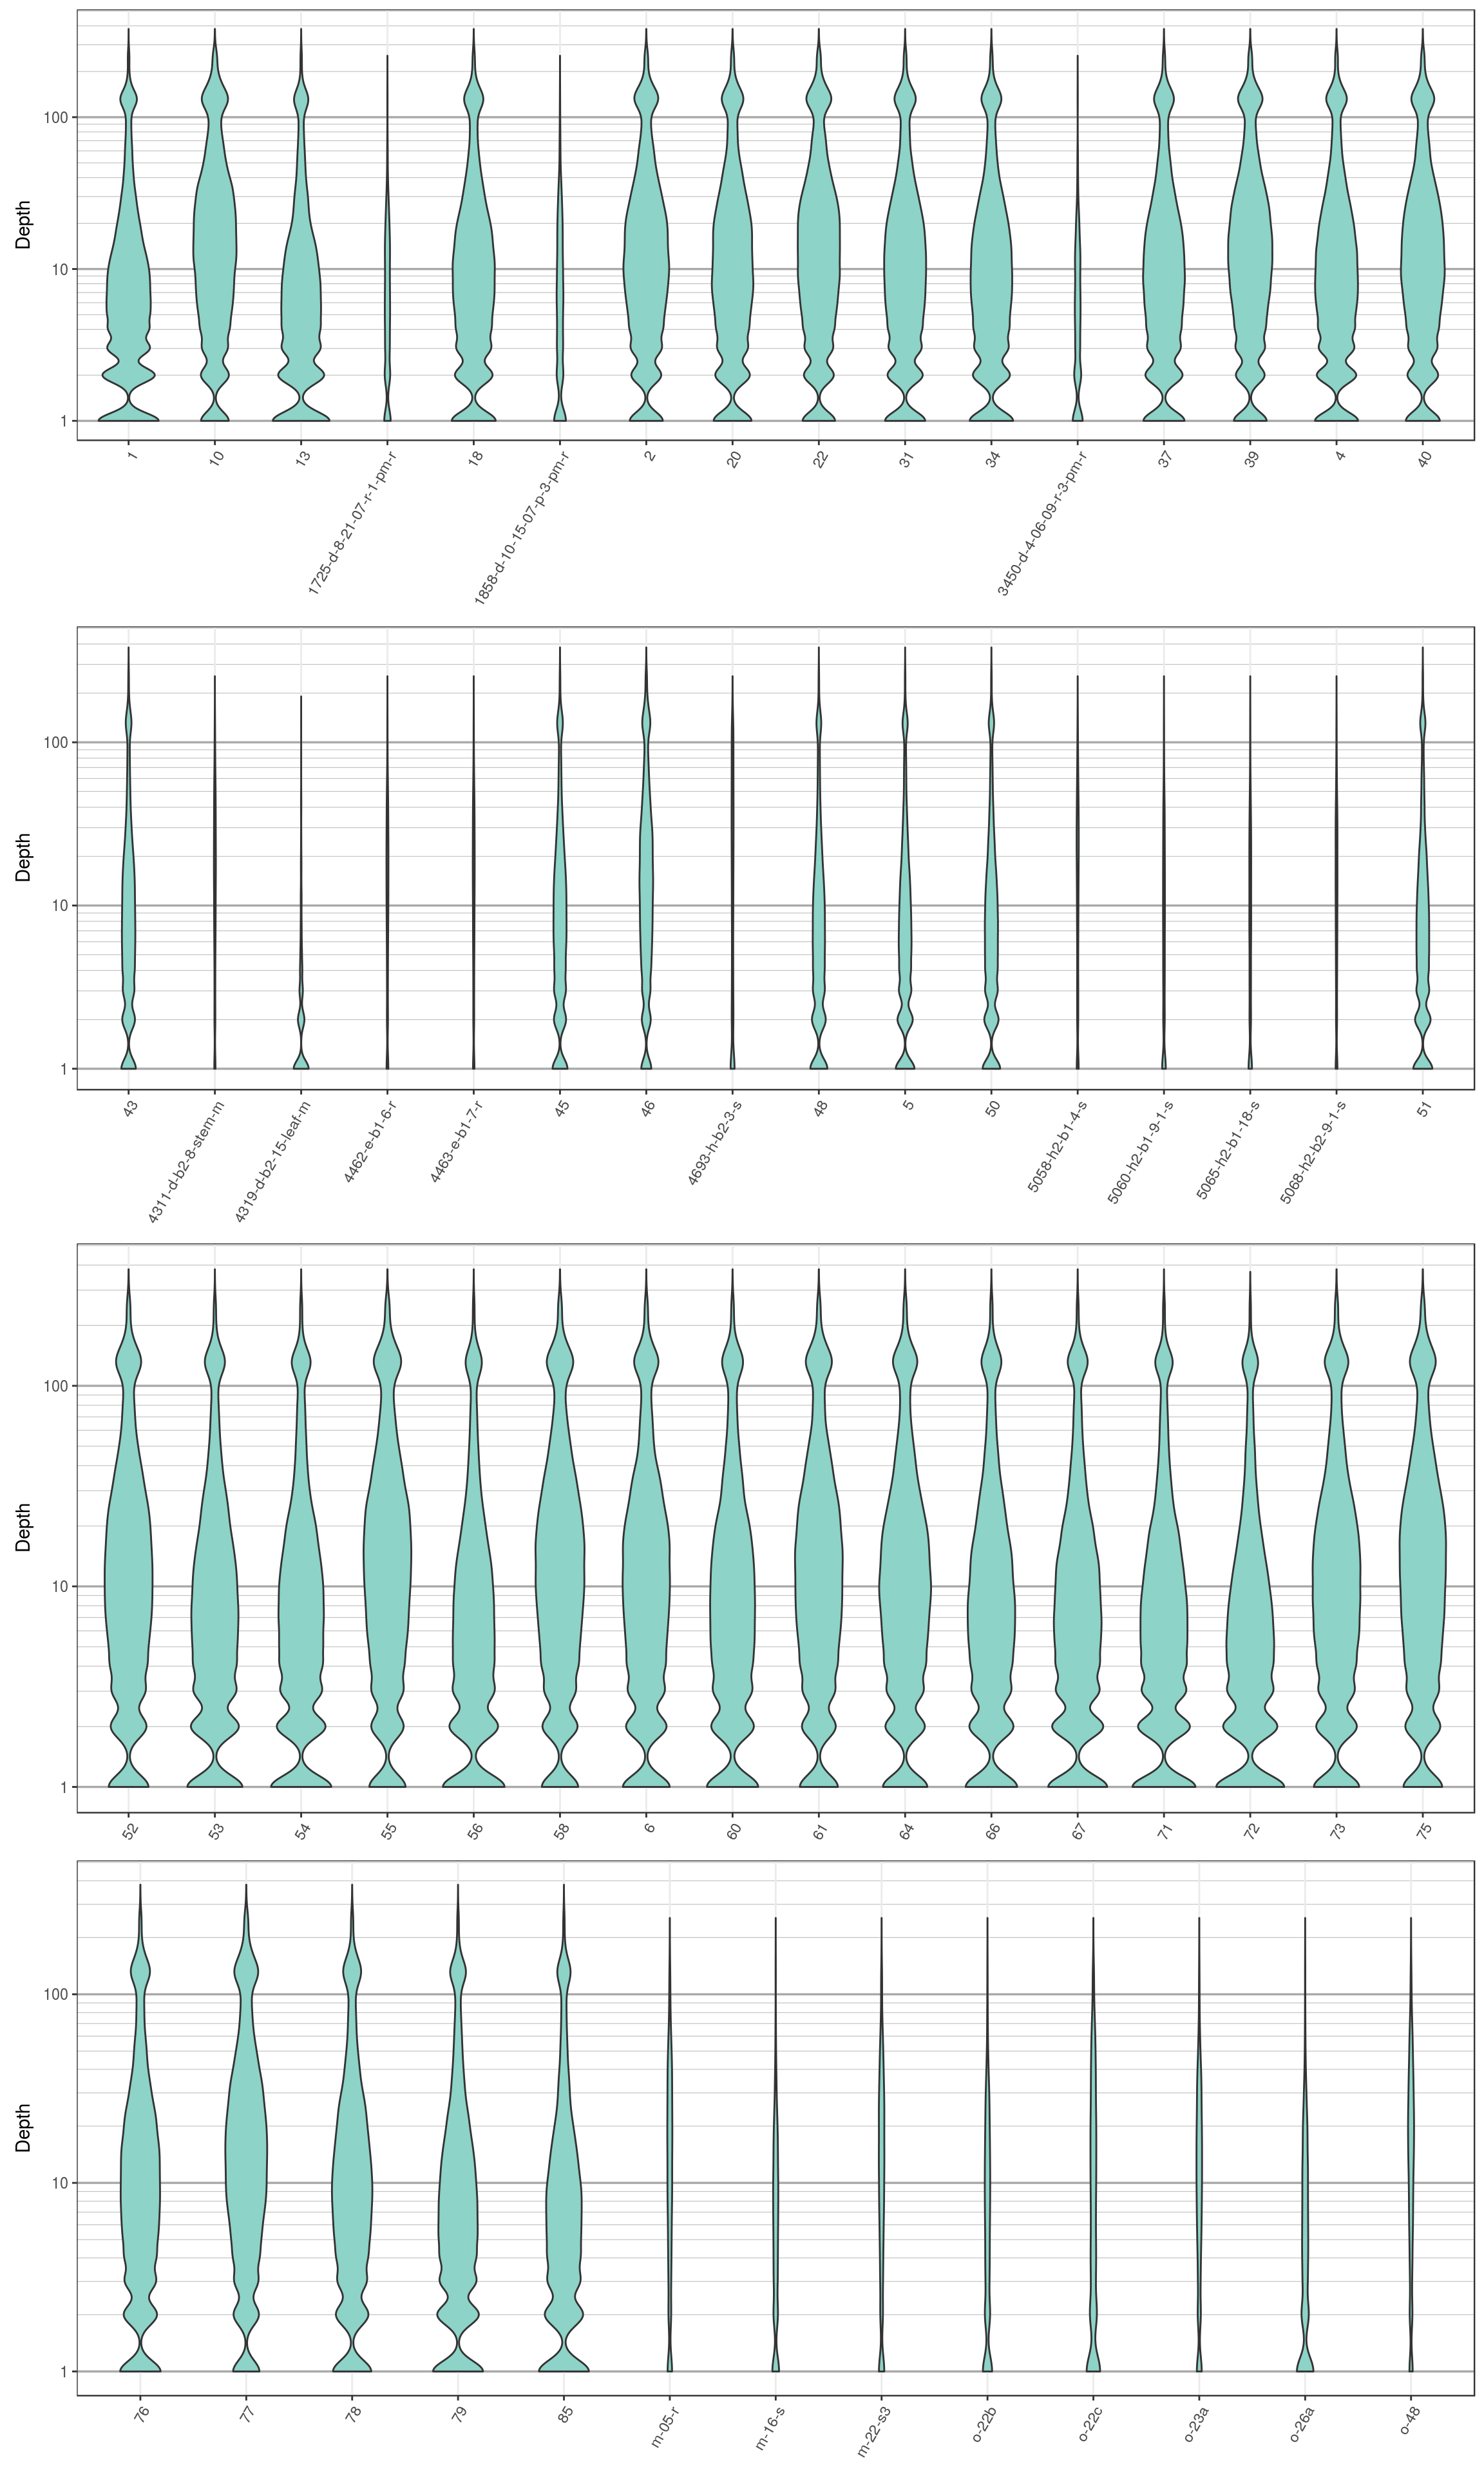 Depth
100
10
1
1
10
13
1725-d-8-21-07-r-1-pm-r
18
1858-d-10-15-07-p-3-pm-r
2
20
22
31
34
3450-d-4-06-09-r-3-pm-r
37
39
4
40
Depth
100
10
1
43
4311-d-b2-8-stem-m
4319-d-b2-15-leaf-m
4462-e-b1-6-r
4463-e-b1-7-r
45
46
4693-h-b2-3-s
48
5
50
5058-h2-b1-4-s
5060-h2-b1-9-1-s
5065-h2-b1-18-s
5068-h2-b2-9-1-s
51
Depth
100
10
1
52
53
54
55
56
58
6
60
61
64
66
67
71
72
73
75
Depth
100
10
1
76
77
78
79
85
m-05-r
m-16-s
m-22-s3
o-22b
o-22c
o-23a
o-26a
o-48